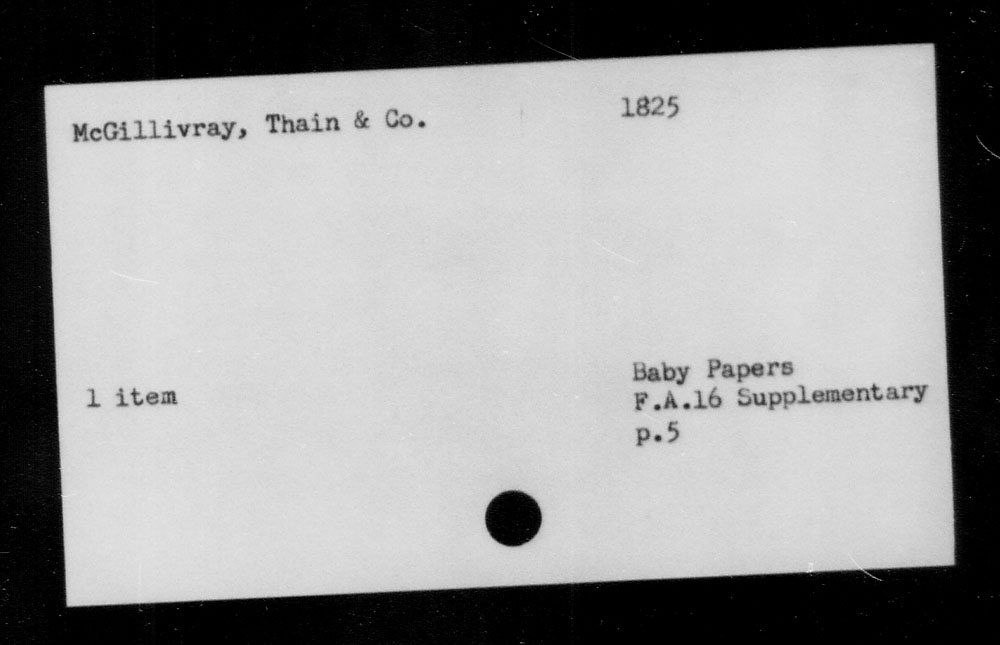 McGillivray, Thain & Co. 1825
1 item
Baby Papers
F.A.16 Supplementary
p.5